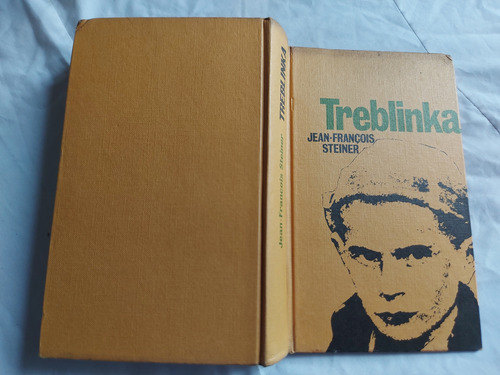 Treblinka
JEAN-FRANÇOIS
STEINER
Jean François Steiner TREBLINKA